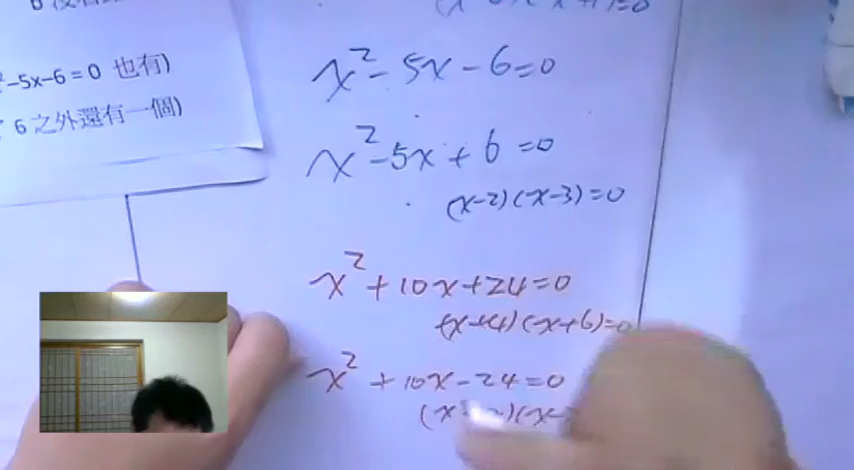 ²-5x-6=0 也有)
6 之外還有一個)
x²-5x-6=0
x²-5x+6=0
(x-2)(x-3)=0
x²+10x+24=0
(x+4)(x+6)=0
x²+10x-24=0